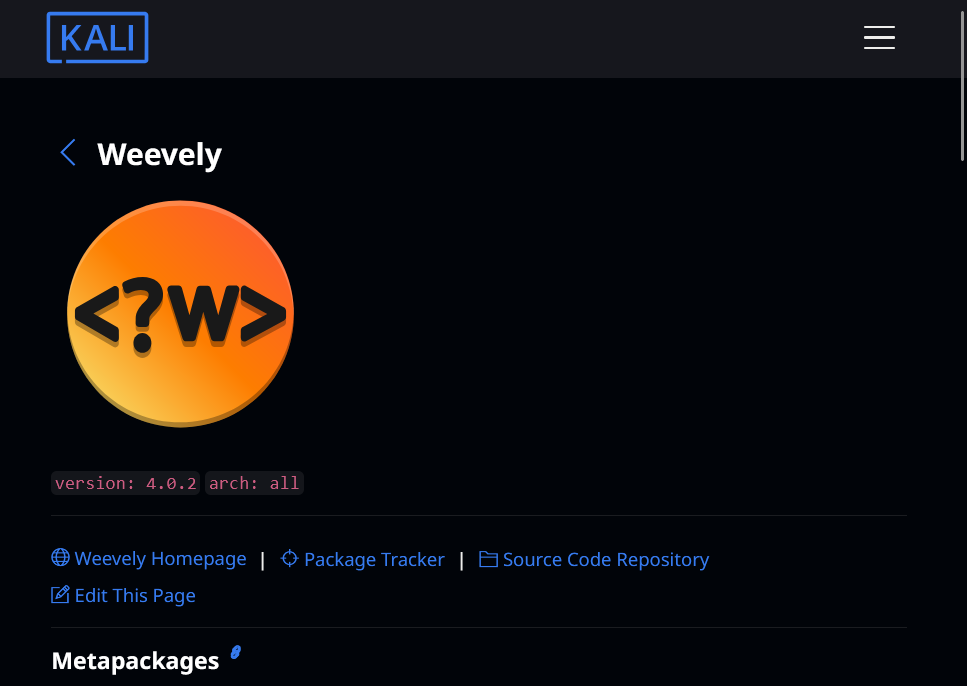 KALI
Weevely
<?W>
version: 4.0.2 arch: all
Weevely Homepage | Package Tracker | Source Code Repository
Edit This Page
Metapackages